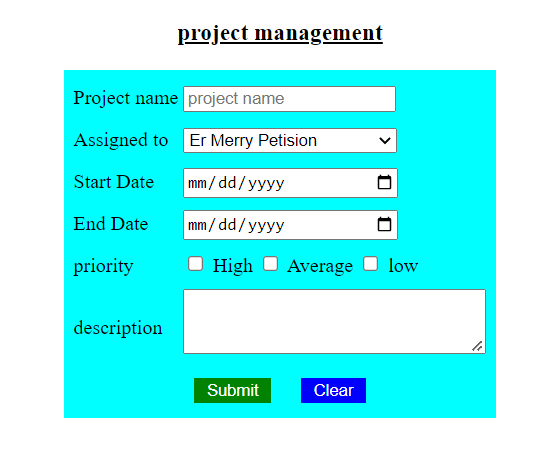 project management
Project name project name
Assigned to Er Merry Petision
Start Date mm/dd/yyyy
End Date mm/dd/yyyy
priority High Average low
description
Submit Clear